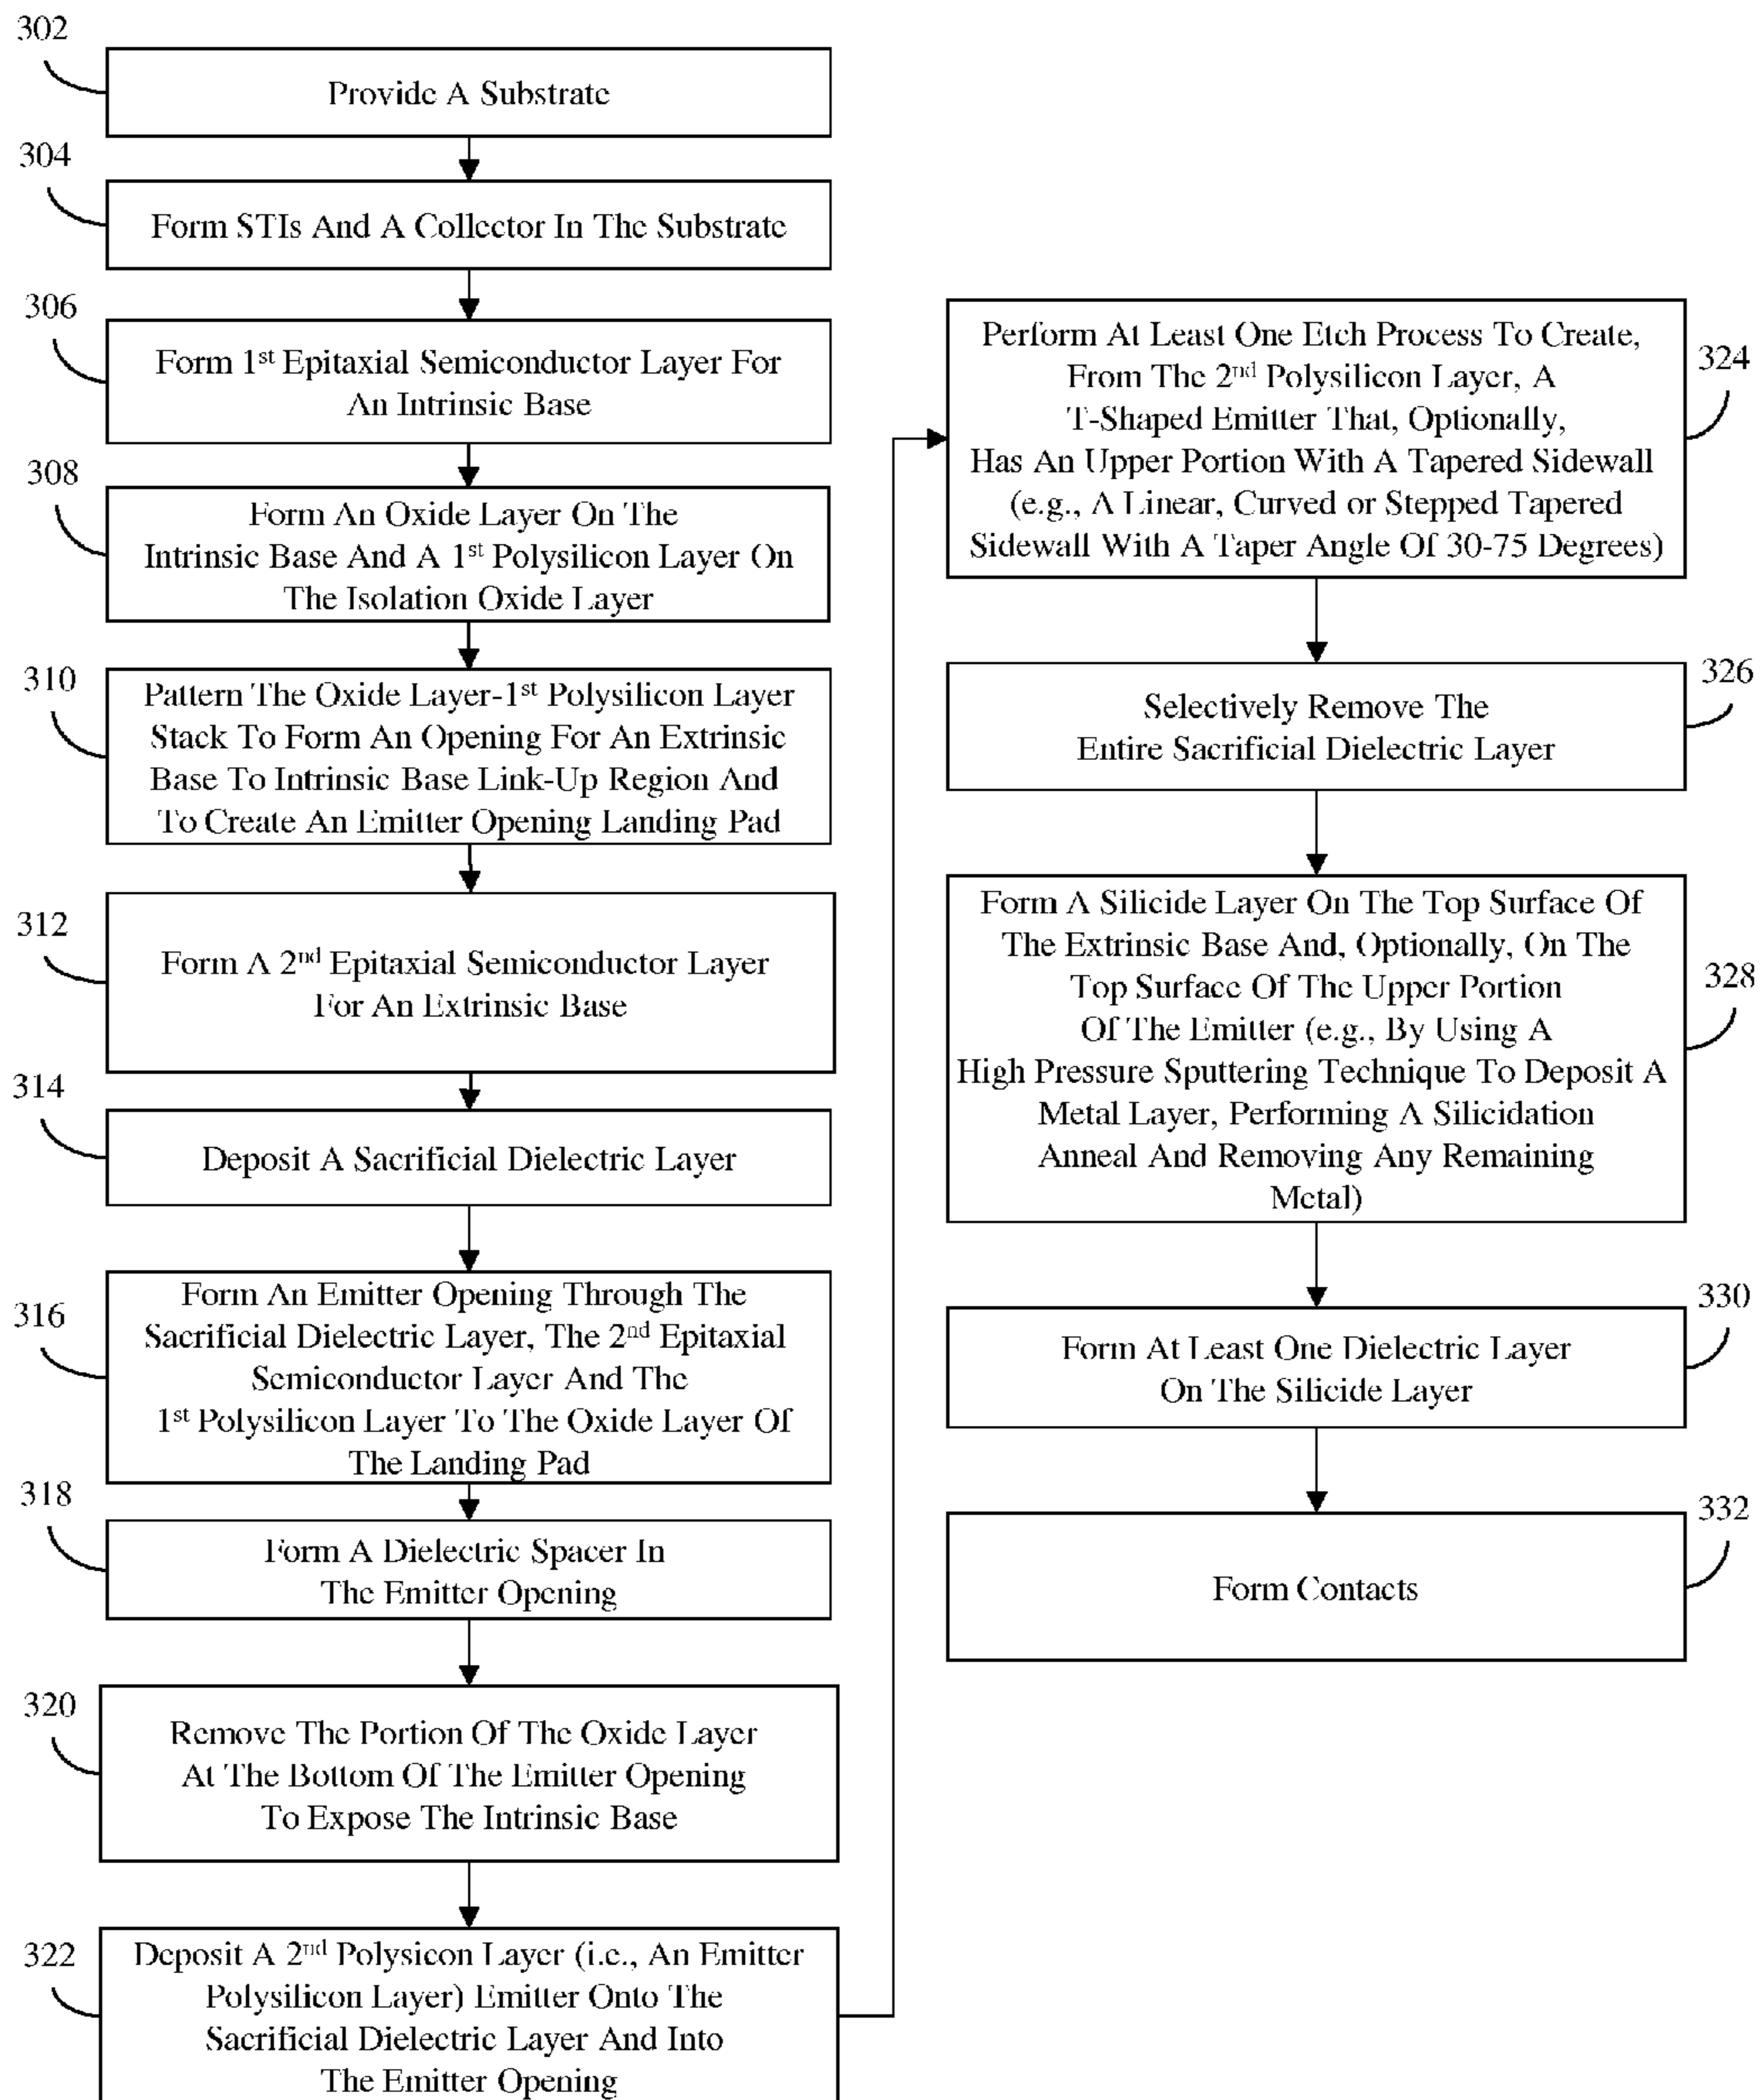 302
Provide A Substrate
304
Form STIs And A Collector In The Substrate
306
Form 1st Epitaxial Semiconductor Layer For
An Intrinsic Base
308
Form An Oxide Layer On The
Intrinsic Base And A 1st Polysilicon Layer On
The Isolation Oxide Layer
310
Pattern The Oxide Layer-1st Polysilicon Layer
Stack To Form An Opening For An Extrinsic
Base To Intrinsic Base Link-Up Region And
To Create An Emitter Opening Landing Pad
312
Form A 2nd Epitaxial Semiconductor Layer
For An Extrinsic Base
314
Deposit A Sacrificial Dielectric Layer
316
Form An Emitter Opening Through The
Sacrificial Dielectric Layer, The 2nd Epitaxial
Semiconductor Layer And The
1st Polysilicon Layer To The Oxide Layer Of
The Landing Pad
318
Form A Dielectric Spacer In
The Emitter Opening
320
Remove The Portion Of The Oxide Layer
At The Bottom Of The Emitter Opening
To Expose The Intrinsic Base
322
Deposit A 2nd Polysicon Layer (i.e., An Emitter
Polysilicon Layer) Emitter Onto The
Sacrificial Dielectric Layer And Into
The Emitter Opening
324
Perform At Least One Etch Process To Create,
From The 2nd Polysilicon Layer, A
T-Shaped Emitter That, Optionally,
Has An Upper Portion With A Tapered Sidewall
(e.g., A Linear, Curved or Stepped Tapered
Sidewall With A Taper Angle Of 30-75 Degrees)
326
Selectively Remove The
Entire Sacrificial Dielectric Layer
328
Form A Silicide Layer On The Top Surface Of
The Extrinsic Base And, Optionally, On The
Top Surface Of The Upper Portion
Of The Emitter (e.g., By Using A
High Pressure Sputtering Technique To Deposit A
Metal Layer, Performing A Silicidation
Anneal And Removing Any Remaining
Metal)
330
Form At Least One Dielectric Layer
On The Silicide Layer
332
Form Contacts